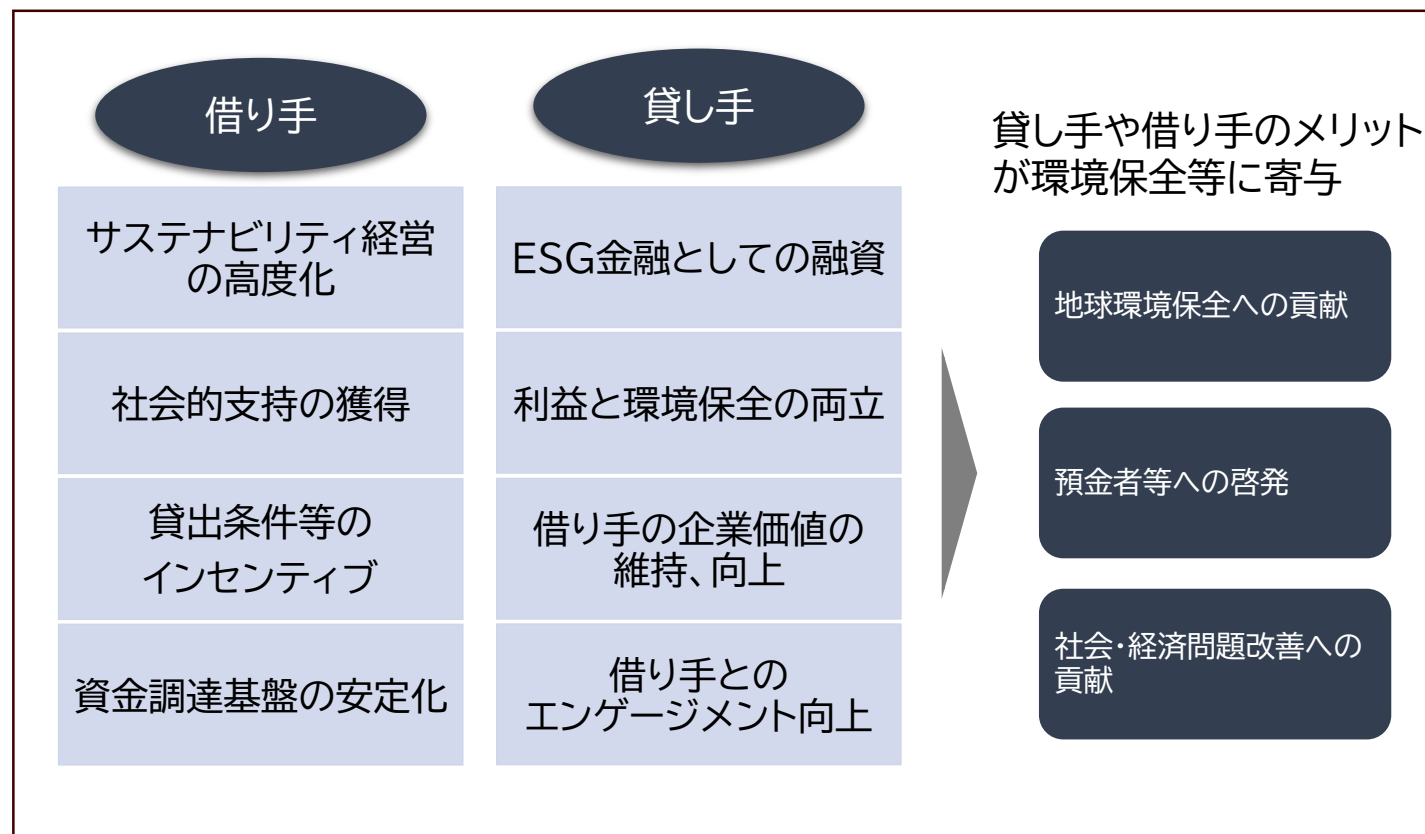 借り手
サステナビリティ経営
の高度化
社会的支持の獲得
貸出条件等の
インセンティブ
資金調達基盤の安定化
貸し手
ESG金融としての融資
利益と環境保全の両立
借り手の企業価値の
維持、向上
借り手との
エンゲージメント向上
貸し手や借り手のメリット
が環境保全等に寄与
地球環境保全への貢献
預金者等への啓発
社会・経済問題改善への
貢献